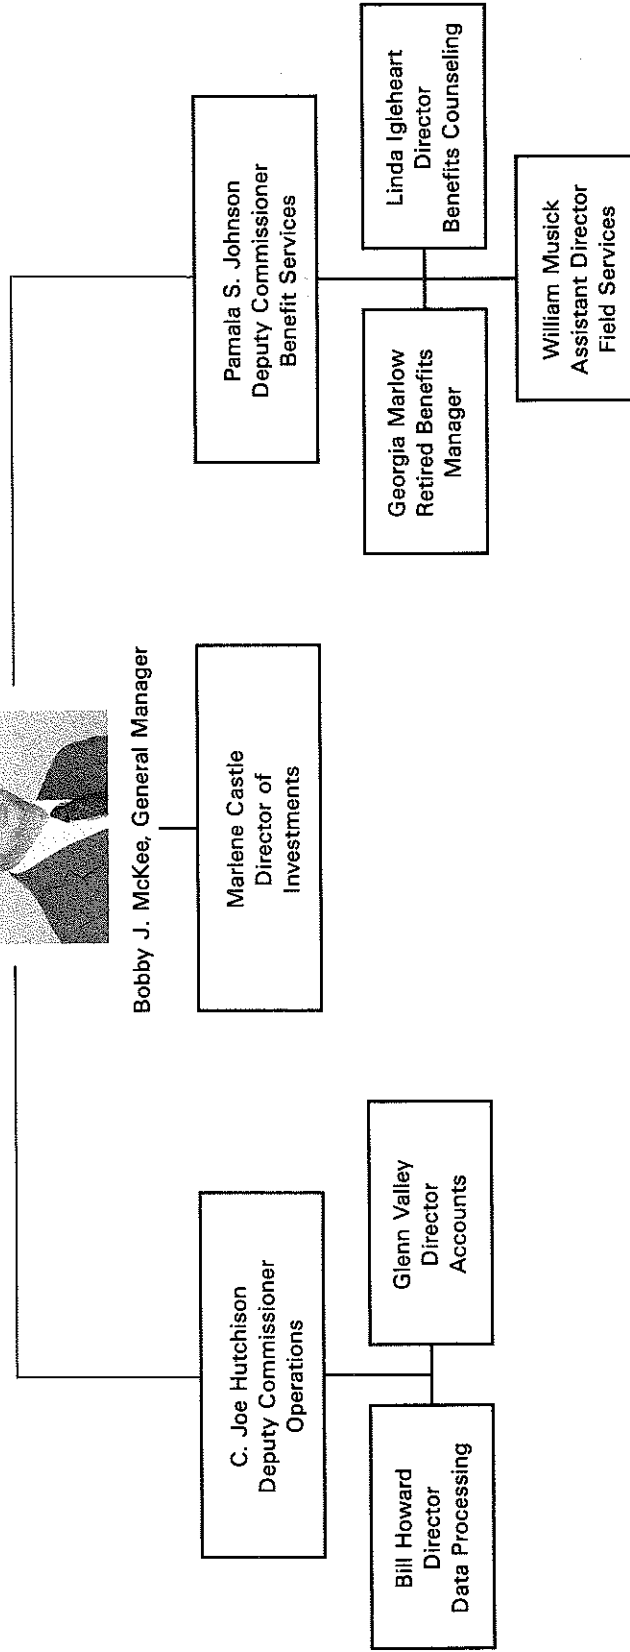 Bobby J. McKee, General Manager
C. Joe Hutchison
Deputy Commissioner
Operations
Marlene Castle
Director of
Investments
Pamala S. Johnson
Deputy Commissioner
Benefit Services
Bill Howard
Director
Data Processing
Glenn Valley
Director
Accounts
Georgia Marlow
Retired Benefits
Manager
Linda Igleheart
Director
Benefits Counseling
William Musick
Assistant Director
Field Services